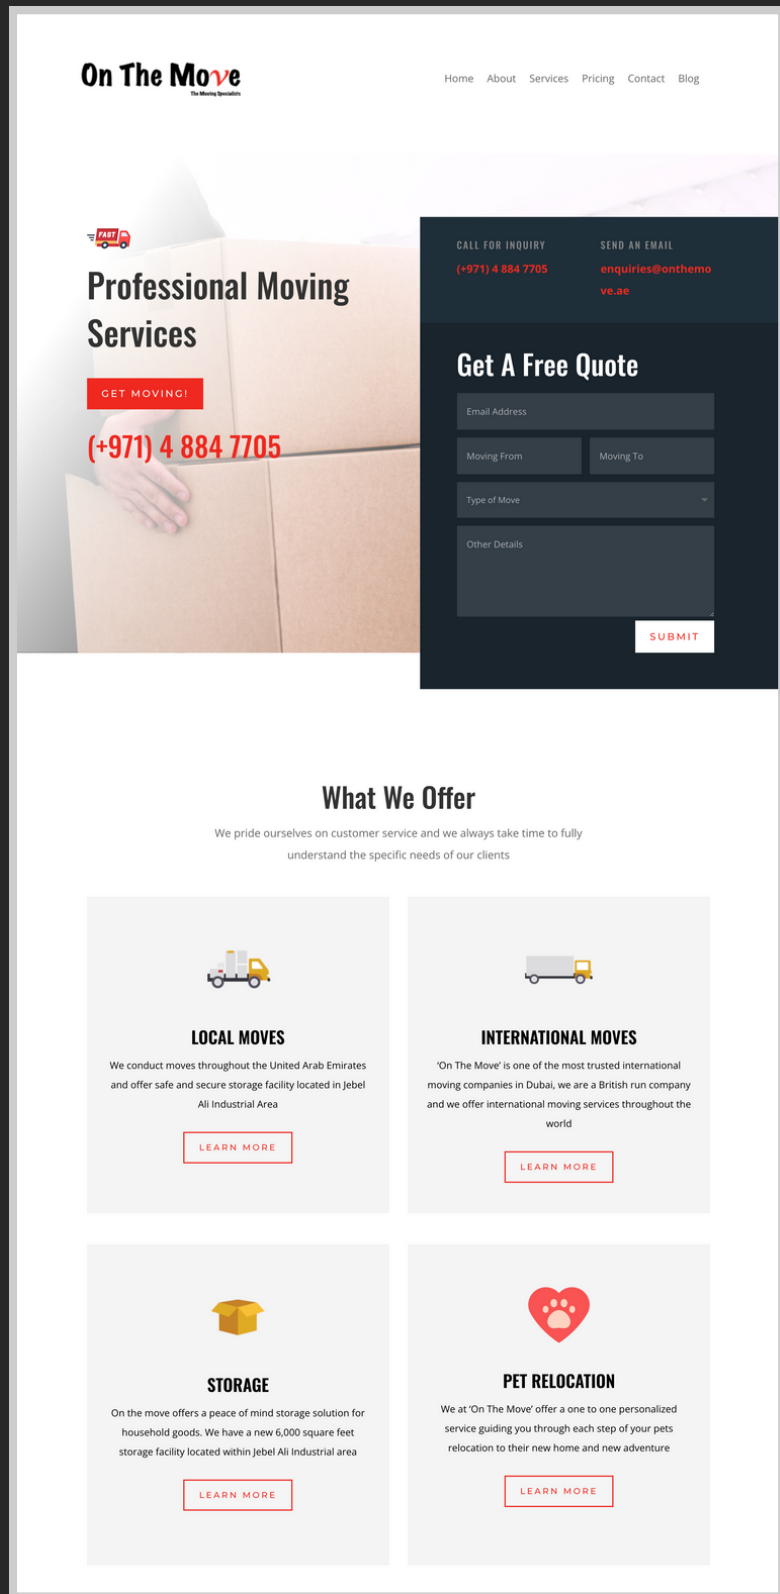 On The Move
The Moving Specialists
Home About Services Pricing Contact Blog
FAST
Professional Moving
Services
GET MOVING!
(+971) 4 884 7705
CALL FOR INQUIRY
(+971) 4 884 7705
SEND AN EMAIL
enquiries@onthemo
ve.ae
Get A Free Quote
Email Address
Moving From
Moving To
Type of Move
Other Details
SUBMIT
What We Offer
We pride ourselves on customer service and we always take time to fully
understand the specific needs of our clients
LOCAL MOVES
We conduct moves throughout the United Arab Emirates
and offer safe and secure storage facility located in Jebel
Ali Industrial Area
LEARN MORE
INTERNATIONAL MOVES
‘On The Move’ is one of the most trusted international
moving companies in Dubai, we are a British run company
and we offer international moving services throughout the
world
LEARN MORE
STORAGE
On the move offers a peace of mind storage solution for
household goods. We have a new 6,000 square feet
storage facility located within Jebel Ali Industrial area
LEARN MORE
PET RELOCATION
We at ‘On The Move’ offer a one to one personalized
service guiding you through each step of your pets
relocation to their new home and new adventure
LEARN MORE